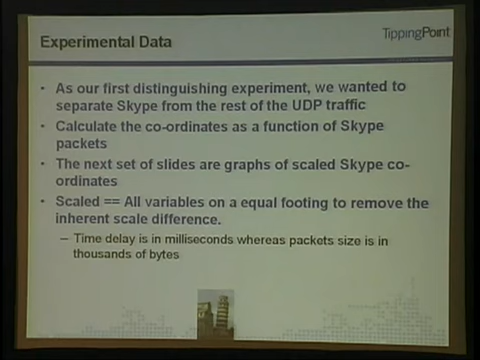 TippingPoint
Experimental Data
• As our first distinguishing experiment, we wanted to
separate Skype from the rest of the UDP traffic
• Calculate the co-ordinates as a function of Skype
packets
• The next set of slides are graphs of scaled Skype co-
ordinates
• Scaled == All variables on a equal footing to remove the
inherent scale difference.
– Time delay is in milliseconds whereas packets size is in
thousands of bytes